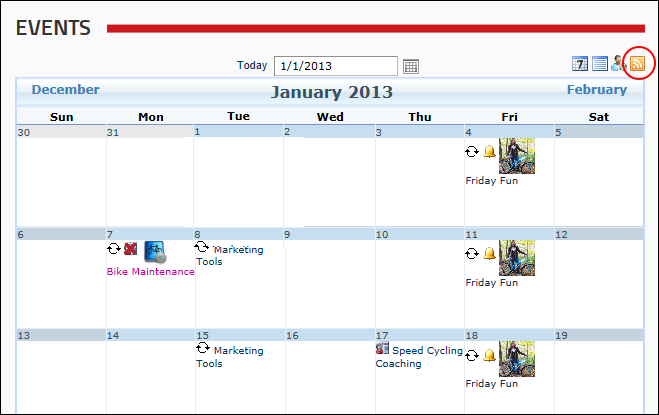 EVENTS
Today 1/1/2013 7
December January 2013 February
Sun Mon Tue Wed Thu Fri Sat
30 31 1 2 3 4 5
Friday Fun
6 7 8 9 10 11 12
Marketing
Bike Maintenance Tools
Friday Fun
13 14 15 16 17 18 19
Marketing Speed Cycling
Tools Coaching
Friday Fun